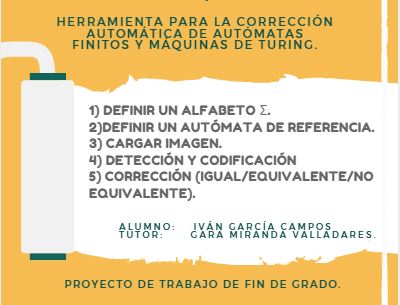 HERRAMIENTA PARA LA CORRECCIÓN
AUTOMÁTICA DE AUTÓMATAS
FINITOS Y MÁQUINAS DE TURING.
1) DEFINIR UN ALFABETO Σ.
2)DEFINIR UN AUTÓMATA DE REFERENCIA.
3) CARGAR IMAGEN.
4) DETECCIÓN Y CODIFICACIÓN
5) CORRECCIÓN (IGUAL/EQUIVALENTE/NO
EQUIVALENTE).
ALUMNO: IVÁN GARCÍA CAMPOS
TUTOR: GARA MIRANDA VALLADARES.
PROYECTO DE TRABAJO DE FIN DE GRADO.